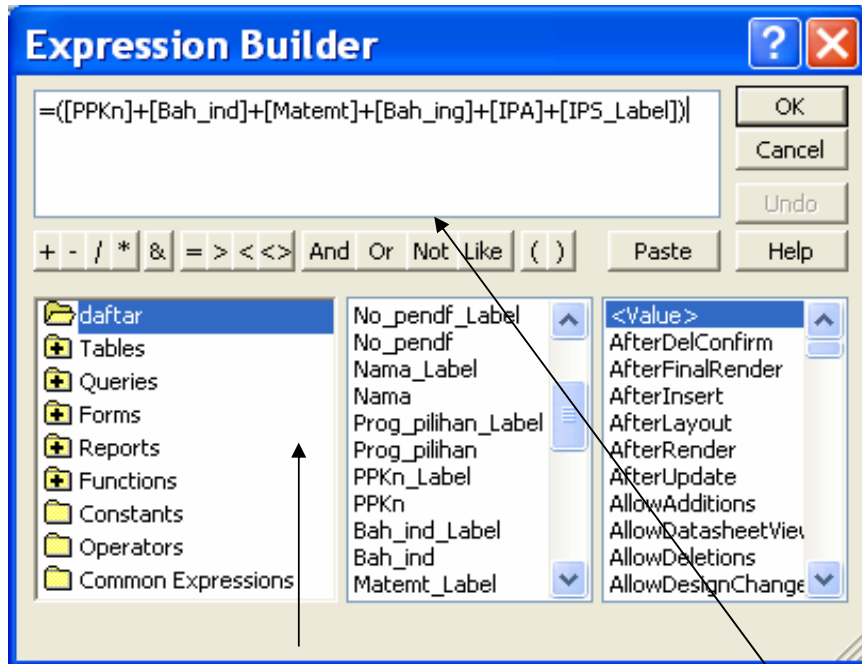 Expression Builder
=([PPKn]+[Bah_ind]+[Matemt]+[Bah_ing]+[IPA]+[IPS_Label])
OK
Cancel
Undo
+ - / * & = > < <> And Or Not Like ( ) Paste Help
daftar
Tables
Queries
Forms
Reports
Functions
Constants
Operators
Common Expressions
No_pendf_Label
No_pendf
Nama_Label
Nama
Prog_pilihan_Label
Prog_pilihan
PPKn_Label
PPKn
Bah_ind_Label
Bah_ind
Matemt_Label
<Value>
AfterDelConfirm
AfterFinalRender
AfterInsert
AfterLayout
AfterRender
AfterUpdate
AllowAdditions
AllowDatasheetView
AllowDeletions
AllowDesignChange